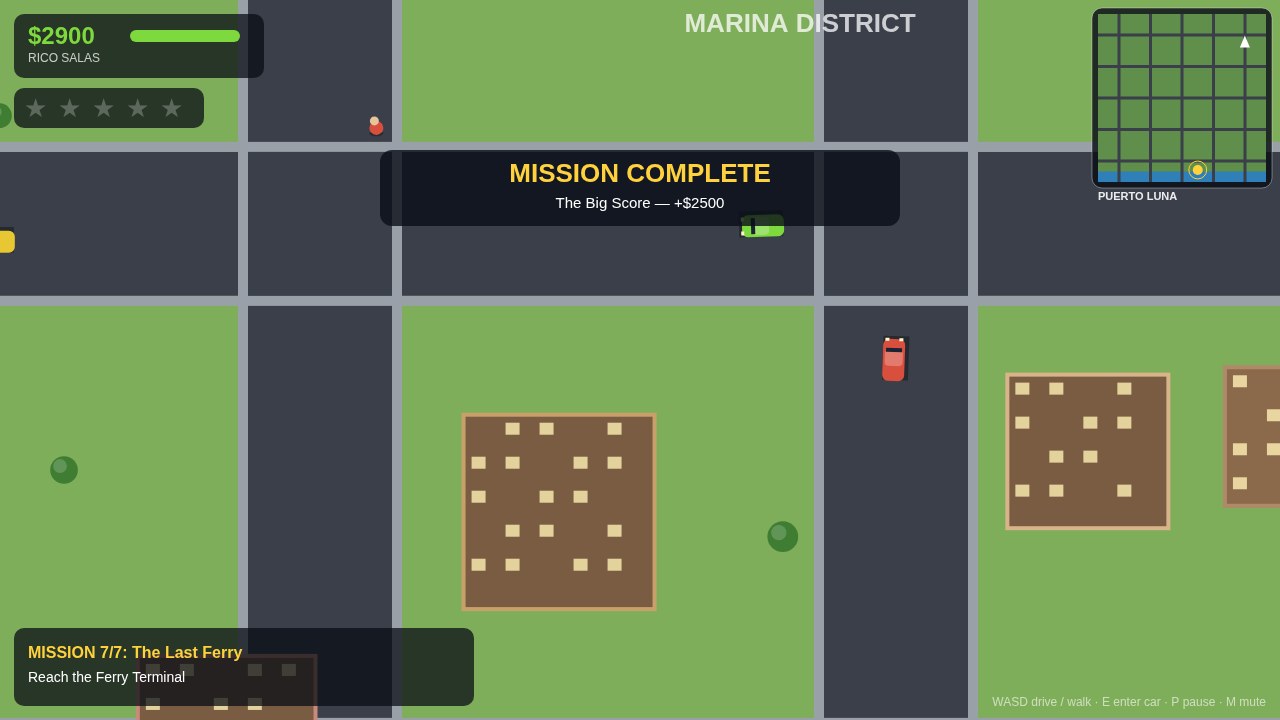 $2900
RICO SALAS
MARINA DISTRICT
MISSION COMPLETE
The Big Score — +$2500
PUERTO LUNA
MISSION 7/7: The Last Ferry
Reach the Ferry Terminal
WASD drive / walk · E enter car · P pause · M mute